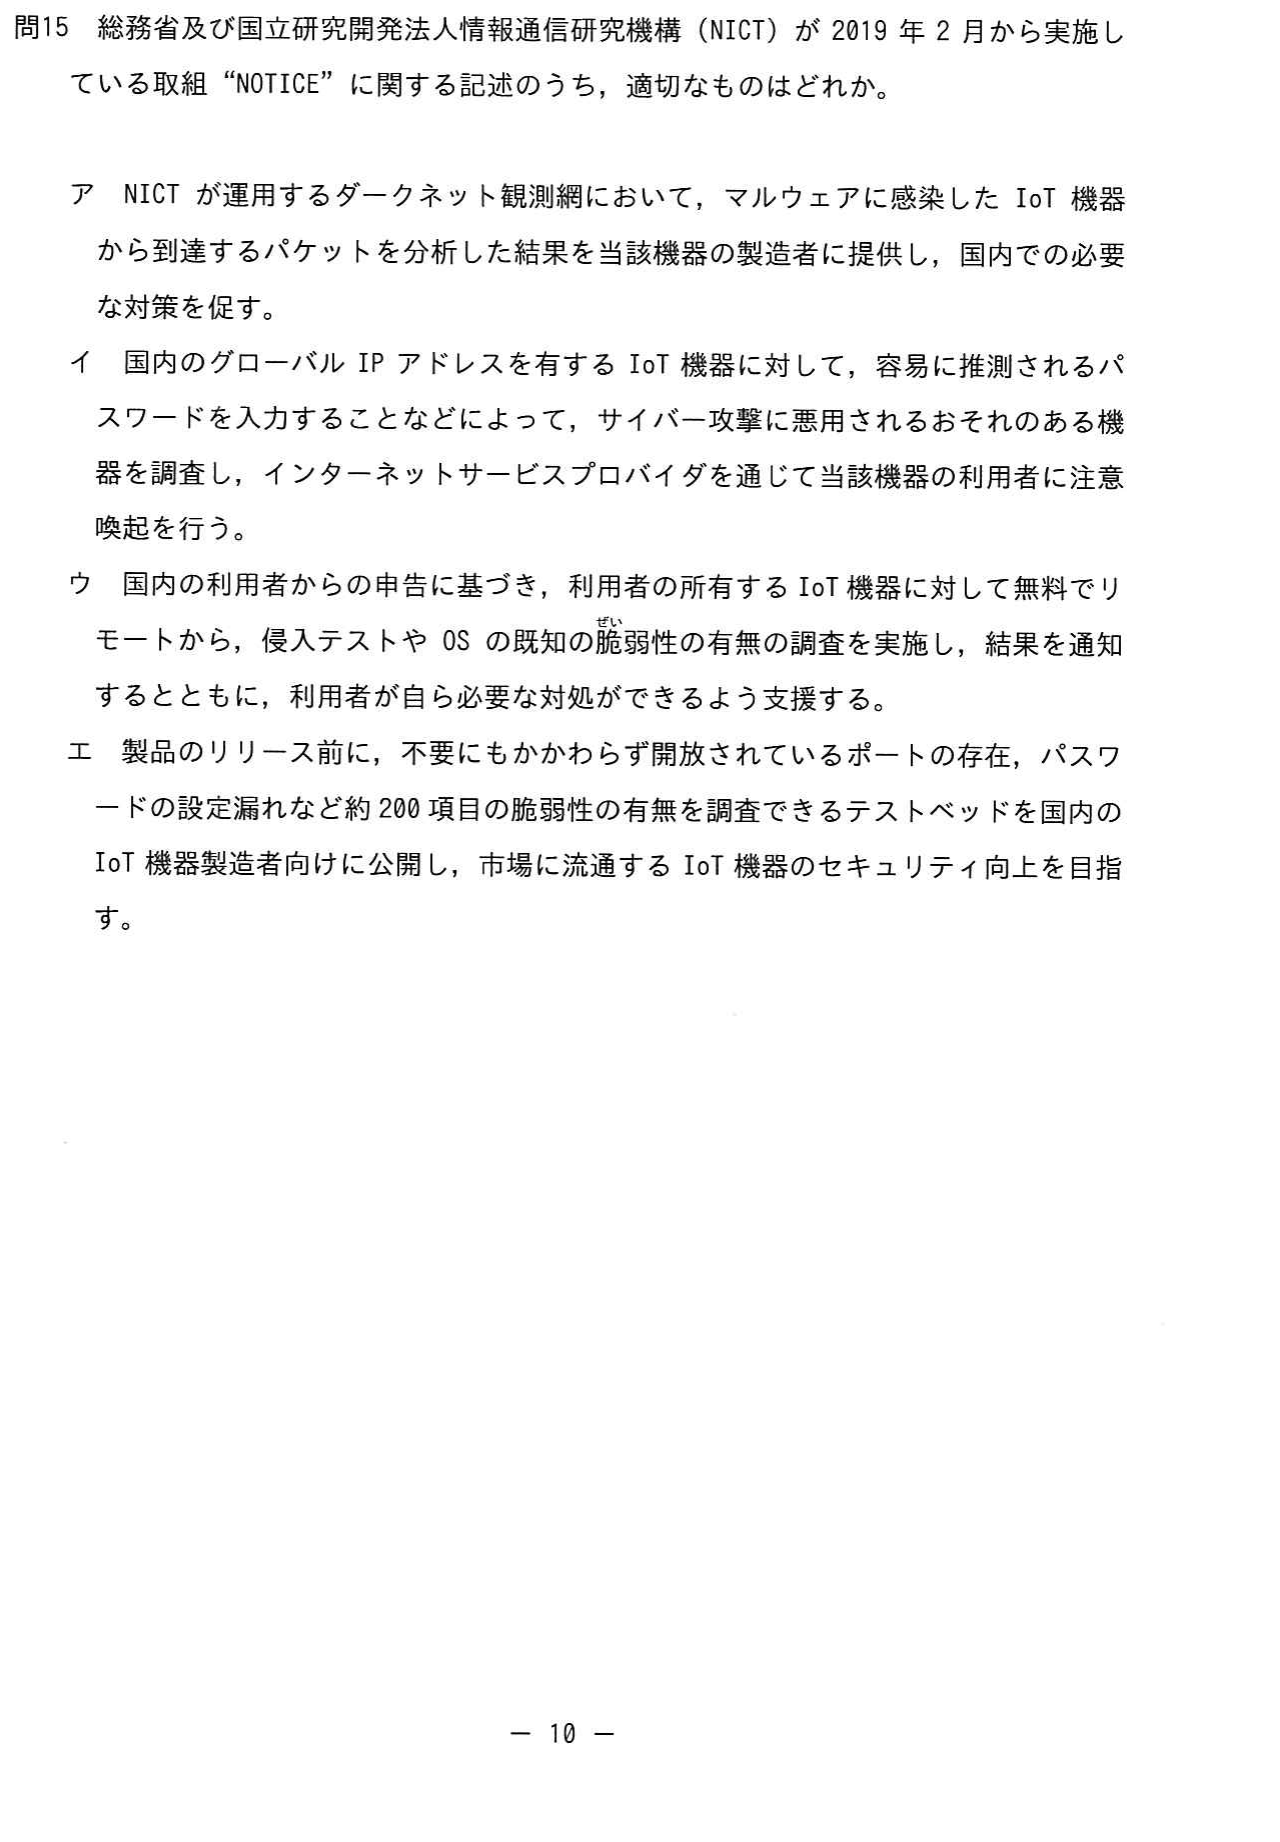 問15 総務省及び国立研究開発法人情報通信研究機構（NICT）が 2019 年 2 月から実施し
ている取組“NOTICE”に関する記述のうち，適切なものはどれか。
ア NICT が運用するダークネット観測網において，マルウェアに感染した IoT 機器
から到達するパケットを分析した結果を当該機器の製造者に提供し，国内での必要
な対策を促す。
イ 国内のグローバル IP アドレスを有する IoT 機器に対して，容易に推測されるパ
スワードを入力することなどによって，サイバー攻撃に悪用されるおそれのある機
器を調査し，インターネットサービスプロバイダを通じて当該機器の利用者に注意
喚起を行う。
ウ 国内の利用者からの申告に基づき，利用者の所有する IoT 機器に対して無料でリ
ぜい
モートから，侵入テストや OS の既知の脆弱性の有無の調査を実施し，結果を通知
するとともに，利用者が自ら必要な対処ができるよう支援する。
エ 製品のリリース前に，不要にもかかわらず開放されているポートの存在，パスワ
ードの設定漏れなど約 200 項目の脆弱性の有無を調査できるテストベッドを国内の
IoT 機器製造者向けに公開し，市場に流通する IoT 機器のセキュリティ向上を目指
す。
― 10 ―